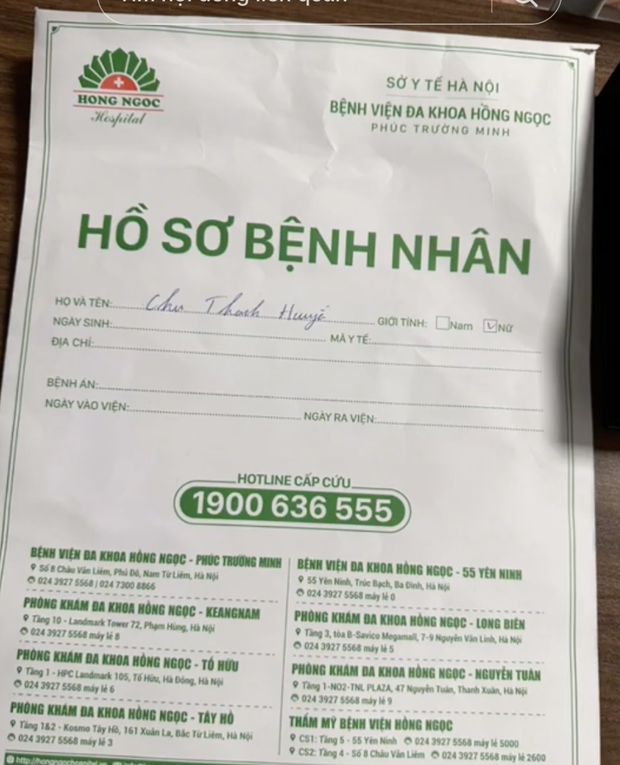 HONG NGOC
Hospital
SỞ Y TẾ HÀ NỘI
BỆNH VIỆN ĐA KHOA HỒNG NGỌC
PHÚC TRƯỜNG MINH
HỒ SƠ BỆNH NHÂN
HỌ VÀ TÊN: Chu Thanh Huyề GIỚI TÍNH: Nam Nữ
NGÀY SINH: MÃ Y TẾ:
ĐỊA CHỈ:
BỆNH ÁN:
NGÀY VÀO VIỆN: NGÀY RA VIỆN:
HOTLINE CẤP CỨU
1900 636 555
BỆNH VIỆN ĐA KHOA HỒNG NGỌC - PHÚC TRƯỜNG MINH
Số 8 Châu Văn Liêm, Phú Đô, Nam Từ Liêm, Hà Nội
024 3927 5568 | 024 7300 8866
PHÒNG KHÁM ĐA KHOA HỒNG NGỌC - KEANGNAM
Tầng 10 - Landmark Tower 72, Phạm Hùng, Hà Nội
024 3927 5568 máy lẻ 8
PHÒNG KHÁM ĐA KHOA HỒNG NGỌC - TỐ HỮU
Tầng 1 - HPC Landmark 105, Tố Hữu, Hà Đông, Hà Nội
024 3927 5568 máy lẻ 6
PHÒNG KHÁM ĐA KHOA HỒNG NGỌC - TÂY HỒ
Tầng 1&2 - Kosmo Tây Hồ, 161 Xuân La, Bắc Từ Liêm, Hà Nội
024 3927 5568 máy lẻ 3
BỆNH VIỆN ĐA KHOA HỒNG NGỌC - 55 YÊN NINH
55 Yên Ninh, Trúc Bạch, Ba Đình, Hà Nội
024 3927 5568 máy lẻ 0
PHÒNG KHÁM ĐA KHOA HỒNG NGỌC - LONG BIÊN
Tầng 3, tòa B-Savico Megamall, 7-9 Nguyễn Văn Linh, Hà Nội
024 3927 5568 máy lẻ 5
PHÒNG KHÁM ĐA KHOA HỒNG NGỌC - NGUYỄN TUÂN
Tầng 1-NO2-TNL PLAZA, 47 Nguyễn Tuân, Thanh Xuân, Hà Nội
024 3927 5568 máy lẻ 9
THẨM MỸ BỆNH VIỆN HỒNG NGỌC
CS1: Tầng 5 - 55 Yên Ninh 024 3927 5568 máy lẻ 5000
CS2: Tầng 4 - Số 8 Châu Văn Liêm 024 3927 5568 máy lẻ 2600